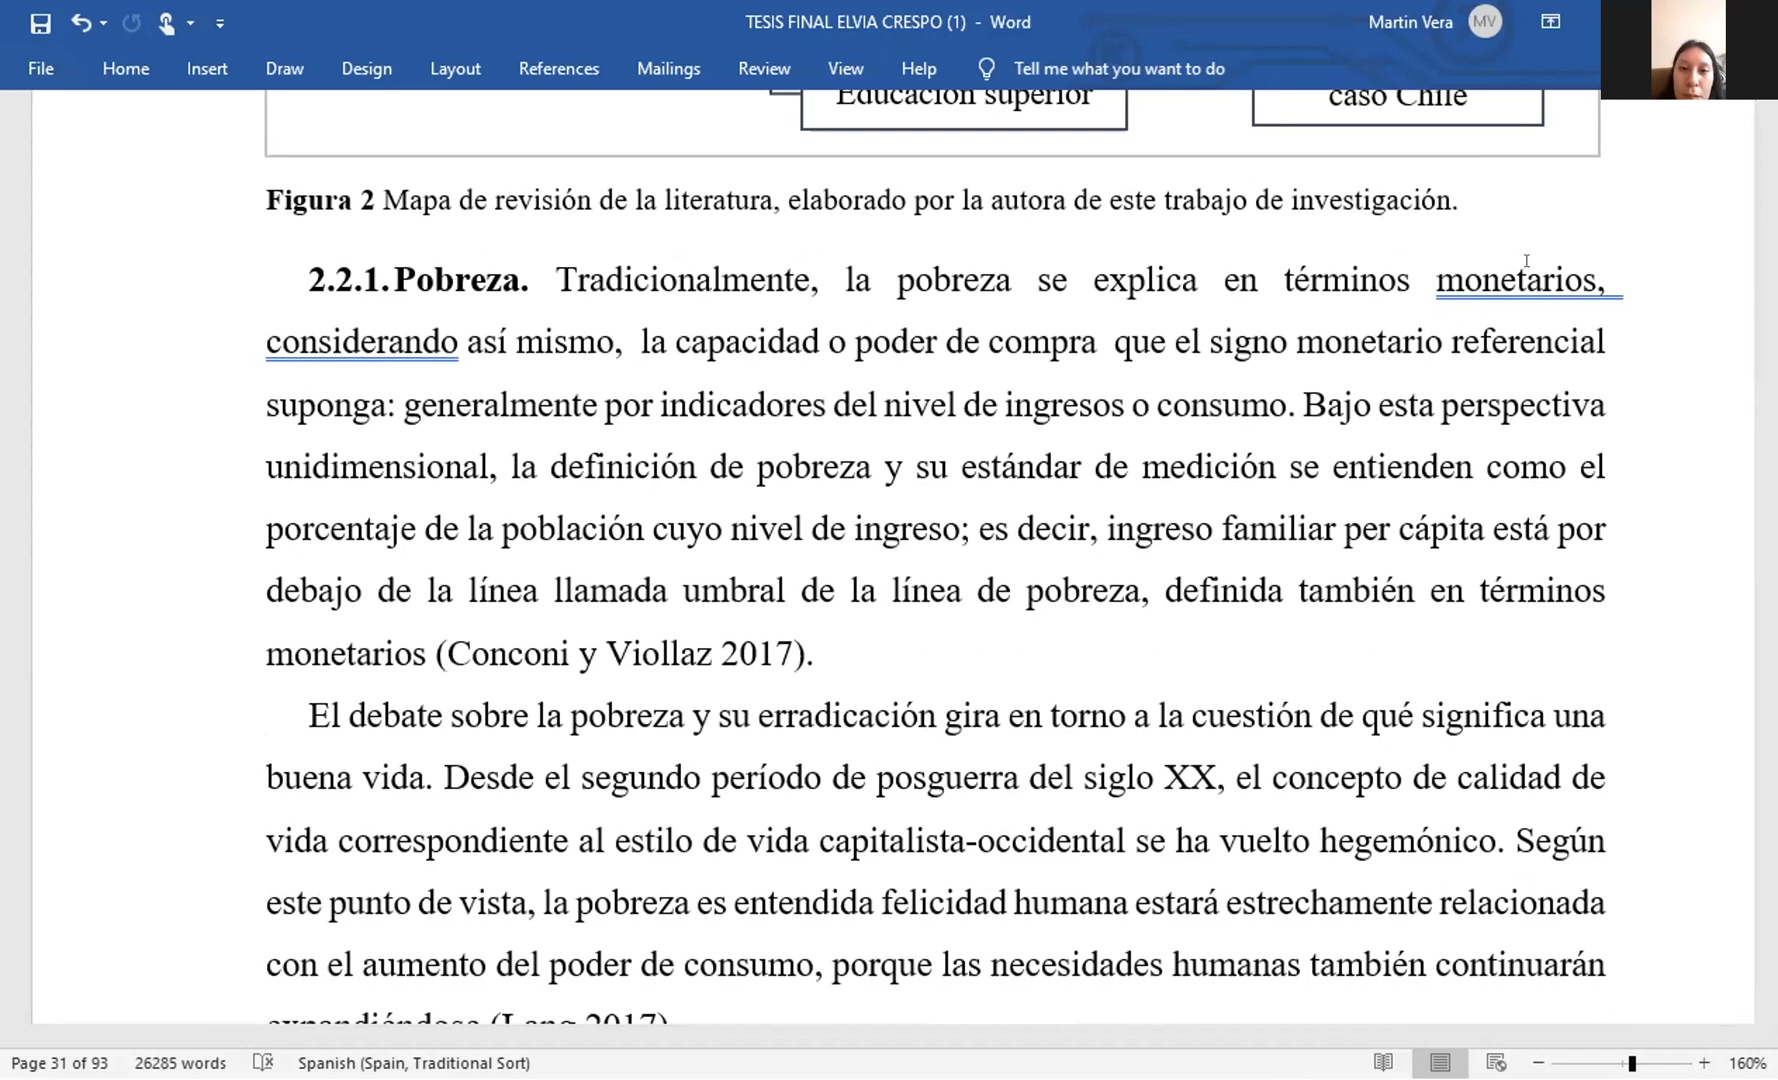 TESIS FINAL ELVIA CRESPO (1) - Word
Martin Vera MV
File Home Insert Draw Design Layout References Mailings Review View Help Tell me what you want to do
Educación superior
caso Chile
Figura 2 Mapa de revisión de la literatura, elaborado por la autora de este trabajo de investigación.
2.2.1. Pobreza. Tradicionalmente, la pobreza se explica en términos monetarios,
considerando así mismo, la capacidad o poder de compra que el signo monetario referencial
suponga: generalmente por indicadores del nivel de ingresos o consumo. Bajo esta perspectiva
unidimensional, la definición de pobreza y su estándar de medición se entienden como el
porcentaje de la población cuyo nivel de ingreso; es decir, ingreso familiar per cápita está por
debajo de la línea llamada umbral de la línea de pobreza, definida también en términos
monetarios (Conconi y Viollaz 2017).
El debate sobre la pobreza y su erradicación gira en torno a la cuestión de qué significa una
buena vida. Desde el segundo período de posguerra del siglo XX, el concepto de calidad de
vida correspondiente al estilo de vida capitalista-occidental se ha vuelto hegemónico. Según
este punto de vista, la pobreza es entendida felicidad humana estará estrechamente relacionada
con el aumento del poder de consumo, porque las necesidades humanas también continuarán
expandiéndose (Lang 2017)
Page 31 of 93 26285 words Spanish (Spain, Traditional Sort) 160%